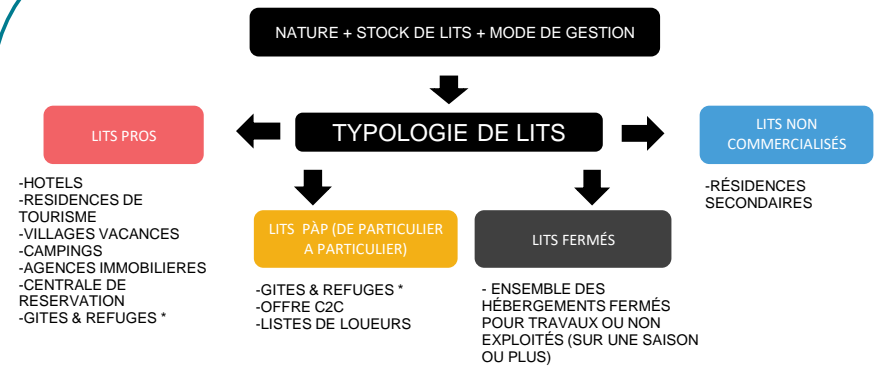 NATURE + STOCK DE LITS + MODE DE GESTION
TYPOLOGIE DE LITS
LITS PROS
-HOTELS
-RESIDENCES DE
TOURISME
-VILLAGES VACANCES
-CAMPINGS
-AGENCES IMMOBILIERES
-CENTRALE DE
RESERVATION
-GITES & REFUGES *
LITS PÀP (DE PARTICULIER
A PARTICULIER)
-GITES & REFUGES *
-OFFRE C2C
-LISTES DE LOUEURS
LITS FERMÉS
- ENSEMBLE DES
HÉBERGEMENTS FERMÉS
POUR TRAVAUX OU NON
EXPLOITÉS (SUR UNE SAISON
OU PLUS)
LITS NON
COMMERCIALISÉS
-RÉSIDENCES
SECONDAIRES